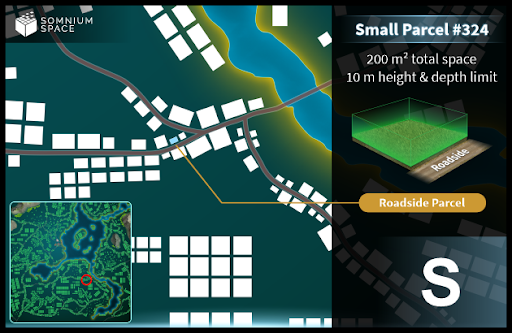 SOMNIUM
SPACE
Small Parcel #324
200 m² total space
10 m height & depth limit
Roadside
Roadside Parcel
S